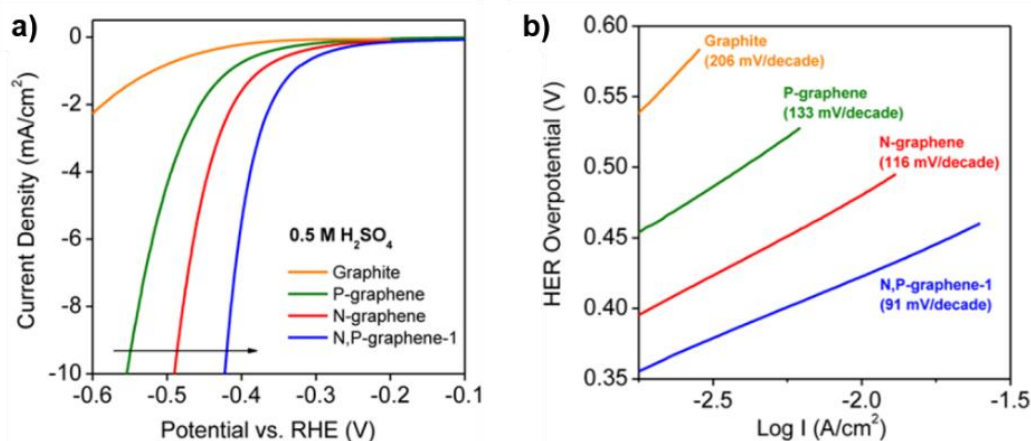 a)
0
-2
-4
-6
-8
-10
Current Density (mA/cm²)
0.5 M H₂SO₄
Graphite
P-graphene
N-graphene
N,P-graphene-1
-0.6 -0.5 -0.4 -0.3 -0.2 -0.1
Potential vs. RHE (V)
b)
0.60
0.55
0.50
0.45
0.40
0.35
HER Overpotential (V)
Graphite
(206 mV/decade)
P-graphene
(133 mV/decade)
N-graphene
(116 mV/decade)
N,P-graphene-1
(91 mV/decade)
-2.5 -2.0 -1.5
Log I (A/cm²)